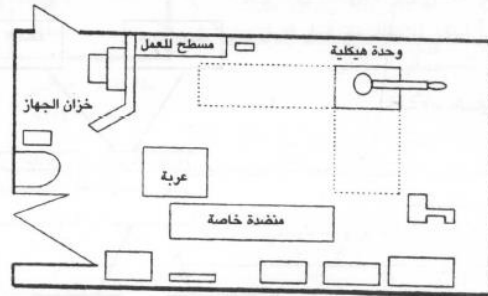 مسطح للعمل
وحدة هيكلية
خزان الجهاز
عربة
منضدة خاصة